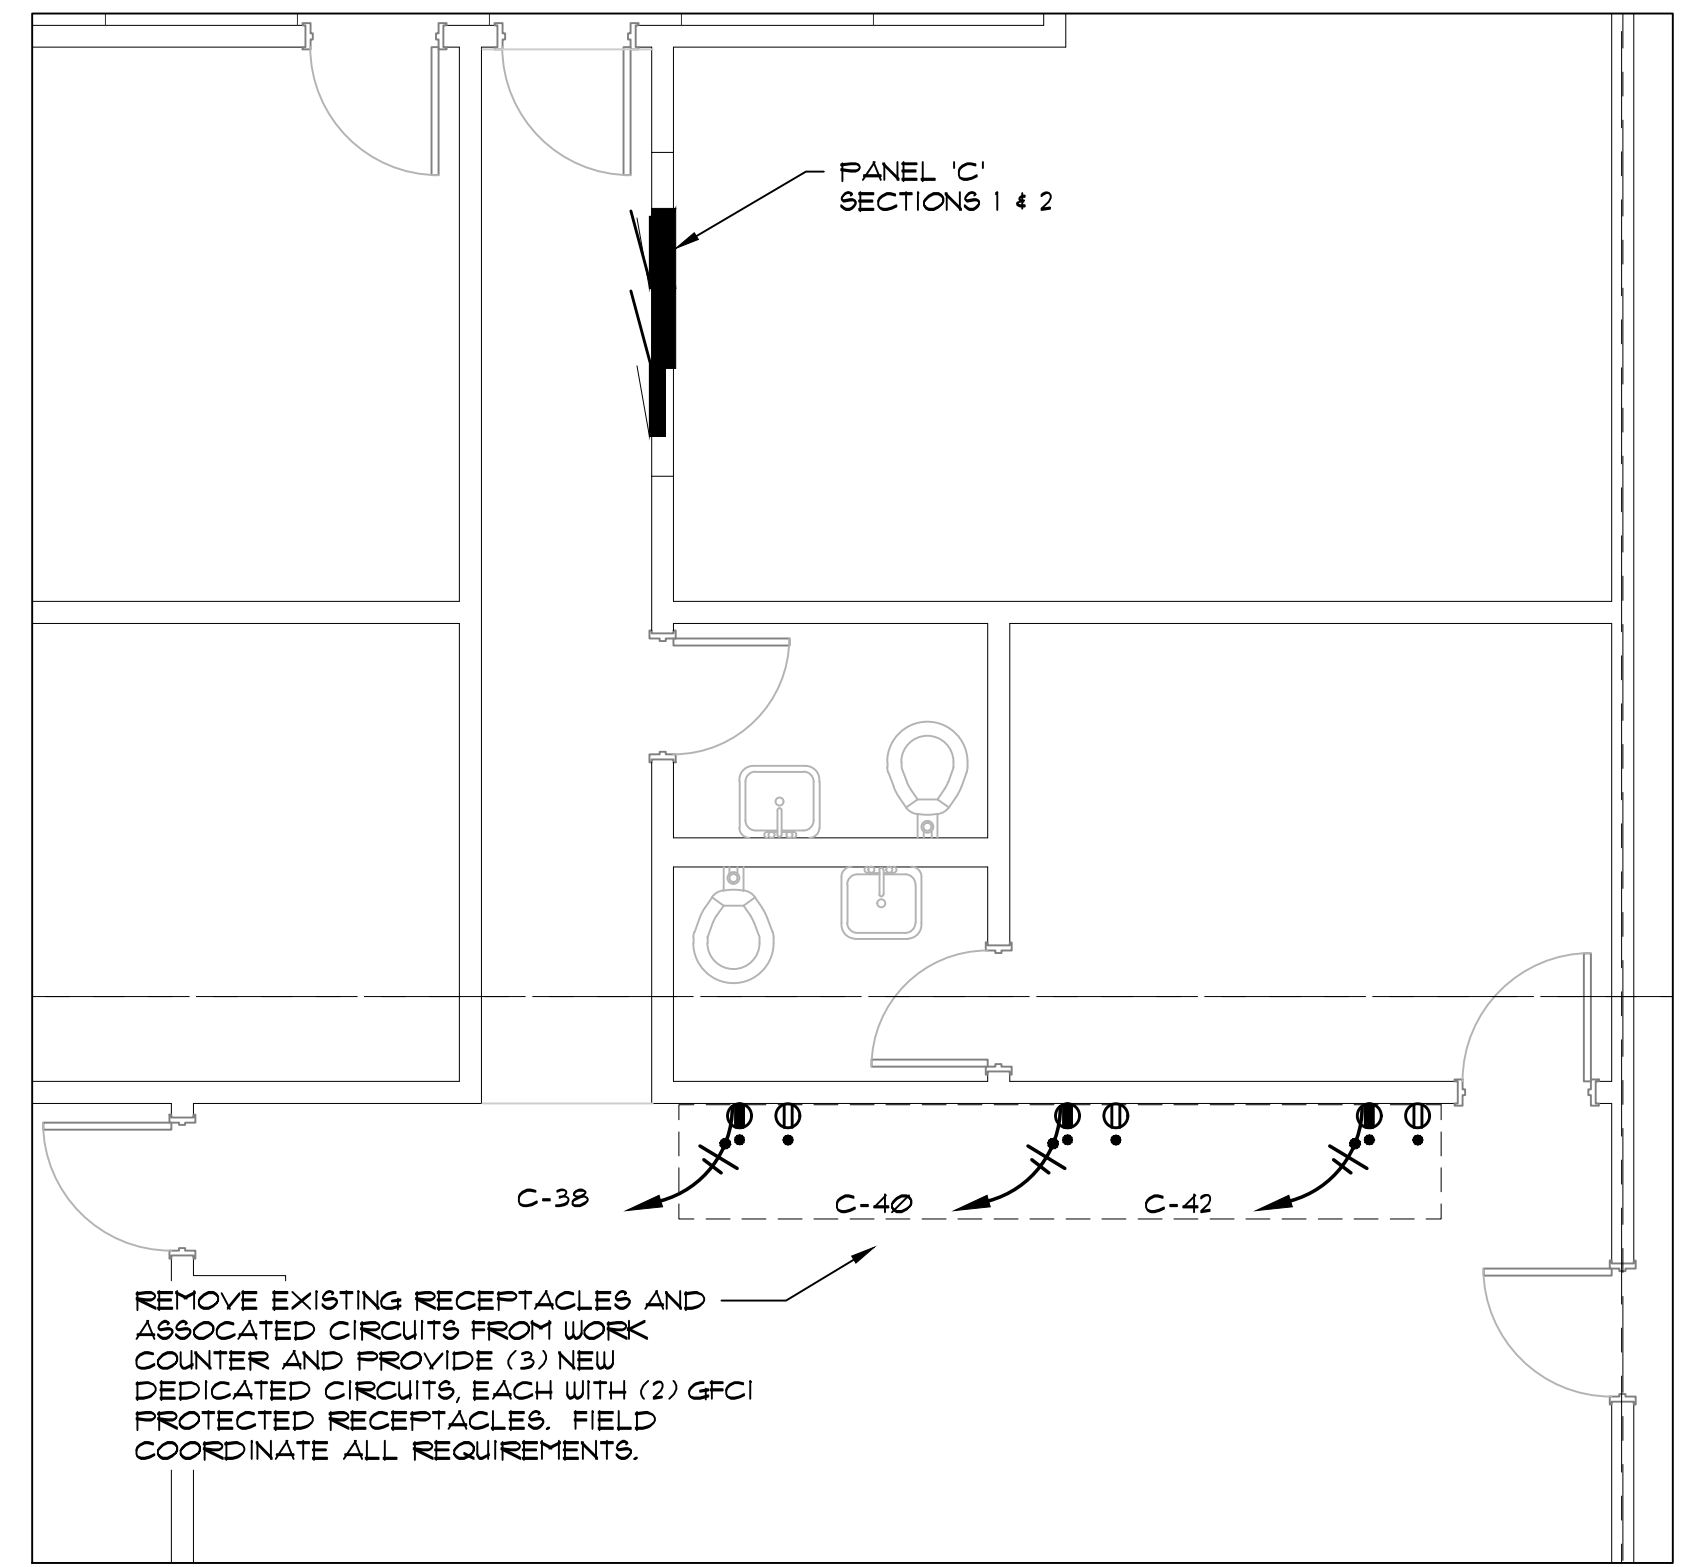 PANEL 'C'
SECTIONS 1 & 2
C-38
C-40
C-42
REMOVE EXISTING RECEPTACLES AND
ASSOCATED CIRCUITS FROM WORK
COUNTER AND PROVIDE (3) NEW
DEDICATED CIRCUITS, EACH WITH (2) GFCI
PROTECTED RECEPTACLES. FIELD
COORDINATE ALL REQUIREMENTS.